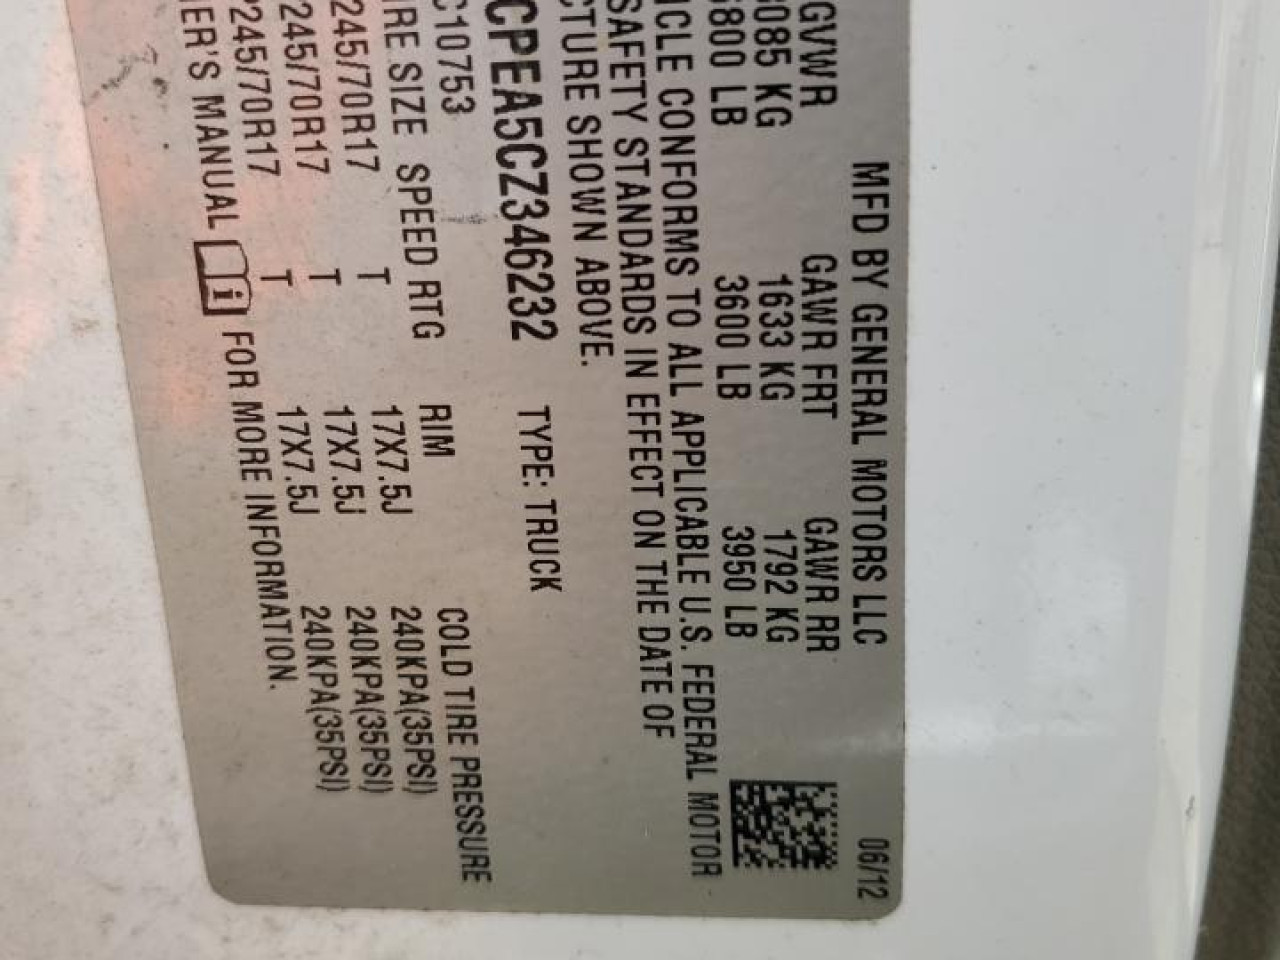 MFD BY GENERAL MOTORS LLC 06/12
GVWR GAWR FRT GAWR RR
085 KG 1633 KG 1792 KG
800 LB 3600 LB 3950 LB
ICLE CONFORMS TO ALL APPLICABLE U.S. FEDERAL MOTOR
SAFETY STANDARDS IN EFFECT ON THE DATE OF
CTURE SHOWN ABOVE.
CPEA5CZ346232 TYPE: TRUCK
C10753
IRE SIZE SPEED RTG RIM COLD TIRE PRESSURE
245/70R17 T 17X7.5J 240KPA(35PSI)
245/70R17 T 17X7.5J 240KPA(35PSI)
P245/70R17 T 17X7.5J 240KPA(35PSI)
NER'S MANUAL i FOR MORE INFORMATION.